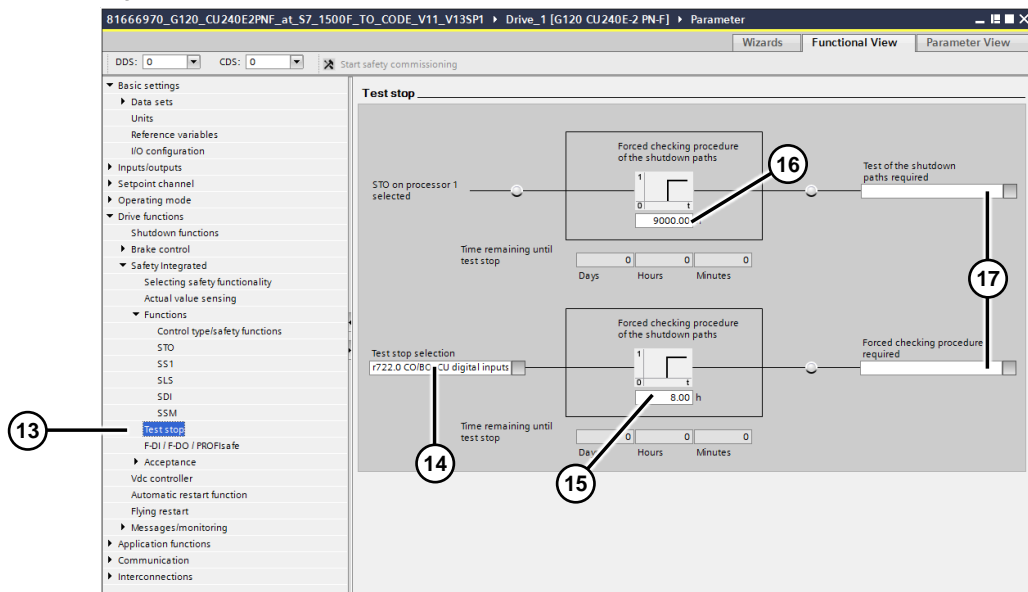 81666970_G120_CU240E2PNF_at_S7_1500F_TO_CODE_V11_V13SP1 ▸ Drive_1 [G120 CU240E-2 PN-F] ▸ Parameter
Wizards Functional View Parameter View
DDS: 0 CDS: 0 Start safety commissioning
Basic settings
Data sets
Units
Reference variables
I/O configuration
Inputs/outputs
Setpoint channel
Operating mode
Drive functions
Shutdown functions
Brake control
Safety Integrated
Selecting safety functionality
Actual value sensing
Functions
Control type/safety functions
STO
SS1
SLS
SDI
SSM
Test stop
F-DI / F-DO / PROFIsafe
Acceptance
Vdc controller
Automatic restart function
Flying restart
Messages/monitoring
Application functions
Communication
Interconnections
13
Test stop
Forced checking procedure
of the shutdown paths
16
STO on processor 1
selected
1
0 t
9000.00
Test of the shutdown
paths required
Time remaining until
test stop
0 0 0
Days Hours Minutes
17
Forced checking procedure
of the shutdown paths
Test stop selection
r722.0 CO/BO: CU digital inputs
1
0 t
8.00 h
Forced checking procedure
required
Time remaining until
test stop
0 0 0
Days Hours Minutes
14
15